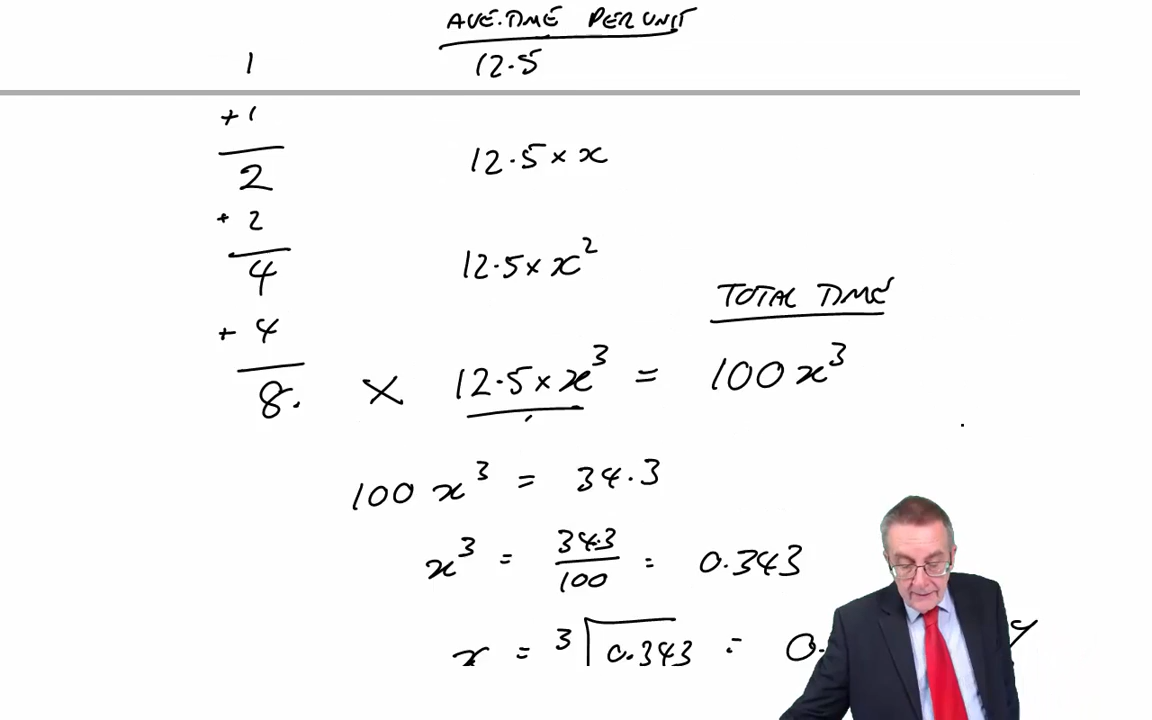 AVE. TIME PER UNIT
1 12.5
+1
2 12.5 × x
+ 2
4 12.5 × x²
TOTAL TIME
+ 4
8. × 12.5 × x³ = 100 x³
100 x³ = 34.3
x³ = 34.3/100 = 0.343
x = ³√0.343 = 0.